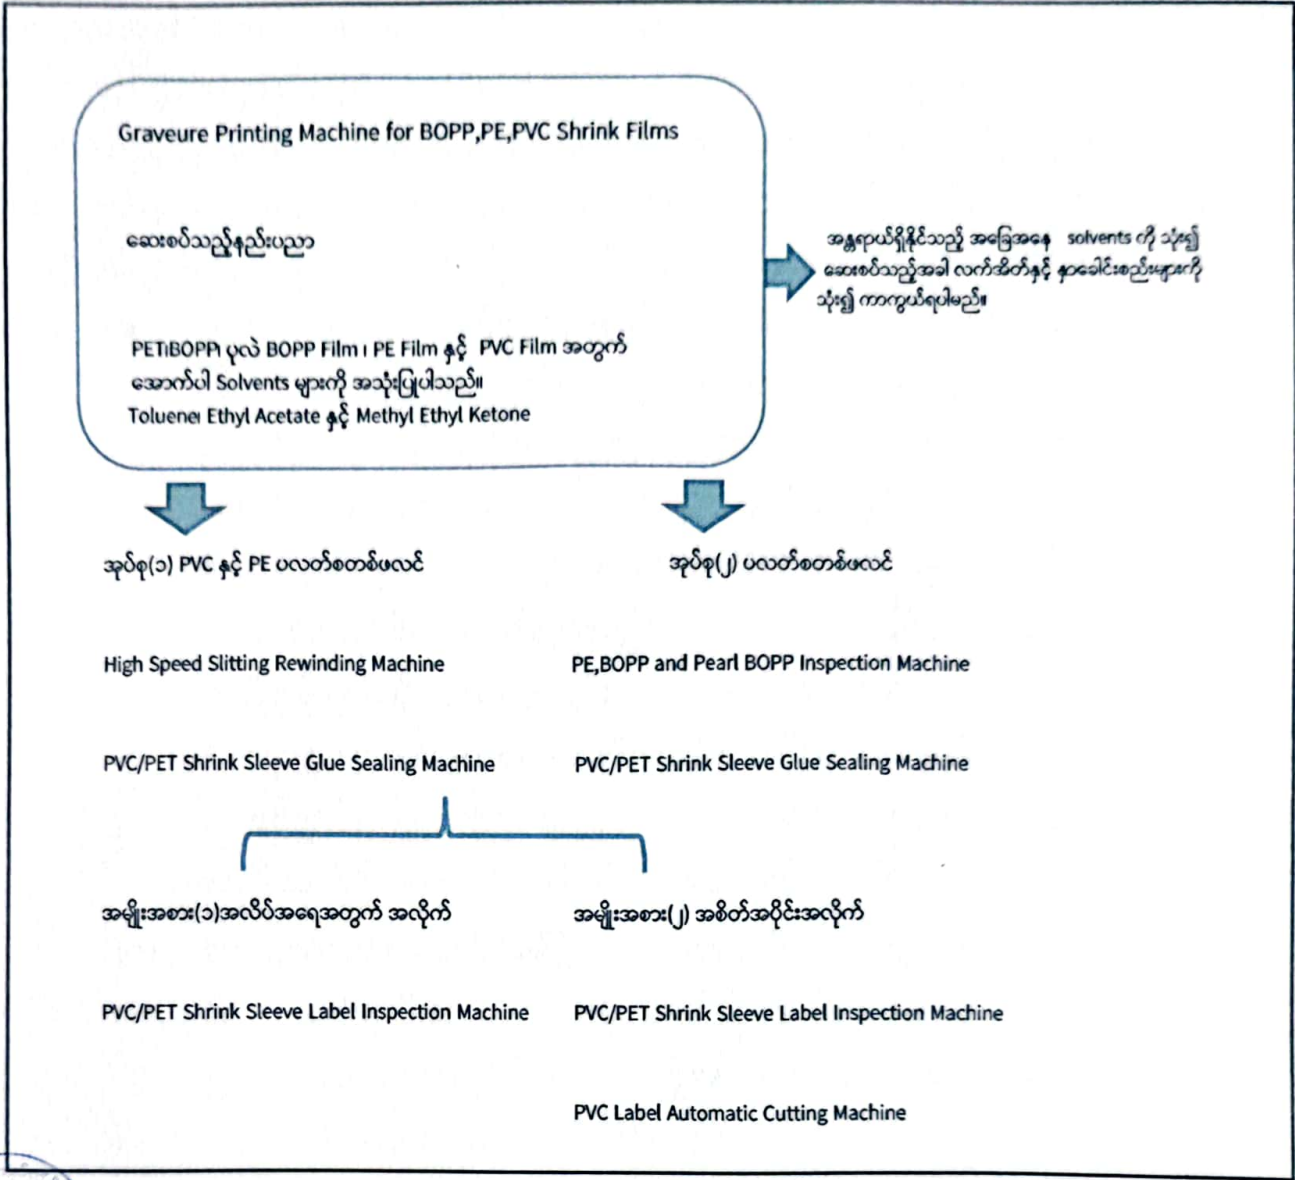 Graveure Printing Machine for BOPP,PE,PVC Shrink Films
ဆေးစပ်သည့်နည်းပညာ
PET၊BOPP၊ ပုလဲ BOPP Film ၊ PE Film နှင့် PVC Film အတွက်
အောက်ပါ Solvents များကို အသုံးပြုပါသည်။
Toluene၊ Ethyl Acetate နှင့် Methyl Ethyl Ketone
အန္တရာယ်ရှိနိုင်သည့် အခြေအနေ solvents ကို သုံး၍
ဆေးစပ်သည့်အခါ လက်အိတ်နှင့် နှာခေါင်းစည်းများကို
သုံး၍ ကာကွယ်ရပါမည်။
အုပ်စု(၁) PVC နှင့် PE ပလတ်စတစ်ဖလင်
အုပ်စု(၂) ပလတ်စတစ်ဖလင်
High Speed Slitting Rewinding Machine
PE,BOPP and Pearl BOPP Inspection Machine
PVC/PET Shrink Sleeve Glue Sealing Machine
PVC/PET Shrink Sleeve Glue Sealing Machine
အမျိုးအစား(၁)အလိပ်အရေအတွက် အလိုက်
အမျိုးအစား(၂) အစိတ်အပိုင်းအလိုက်
PVC/PET Shrink Sleeve Label Inspection Machine
PVC/PET Shrink Sleeve Label Inspection Machine
PVC Label Automatic Cutting Machine